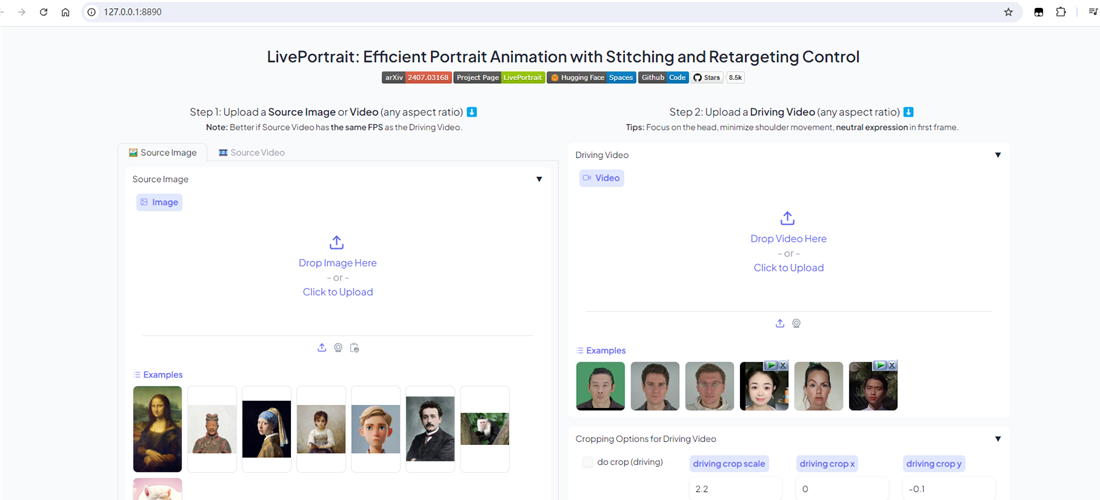 127.0.0.1:8890
LivePortrait: Efficient Portrait Animation with Stitching and Retargeting Control
arXiv 2407.03168 Project Page LivePortrait Hugging Face Spaces Github Code Stars 8.5k
Step 1: Upload a Source Image or Video (any aspect ratio)
Note: Better if Source Video has the same FPS as the Driving Video.
Source Image Source Video
Source Image
Image
Drop Image Here
- or -
Click to Upload
Examples
Step 2: Upload a Driving Video (any aspect ratio)
Tips: Focus on the head, minimize shoulder movement, neutral expression in first frame.
Driving Video
Video
Drop Video Here
- or -
Click to Upload
Examples
Cropping Options for Driving Video
do crop (driving) driving crop scale driving crop x driving crop y
2.2 0 -0.1